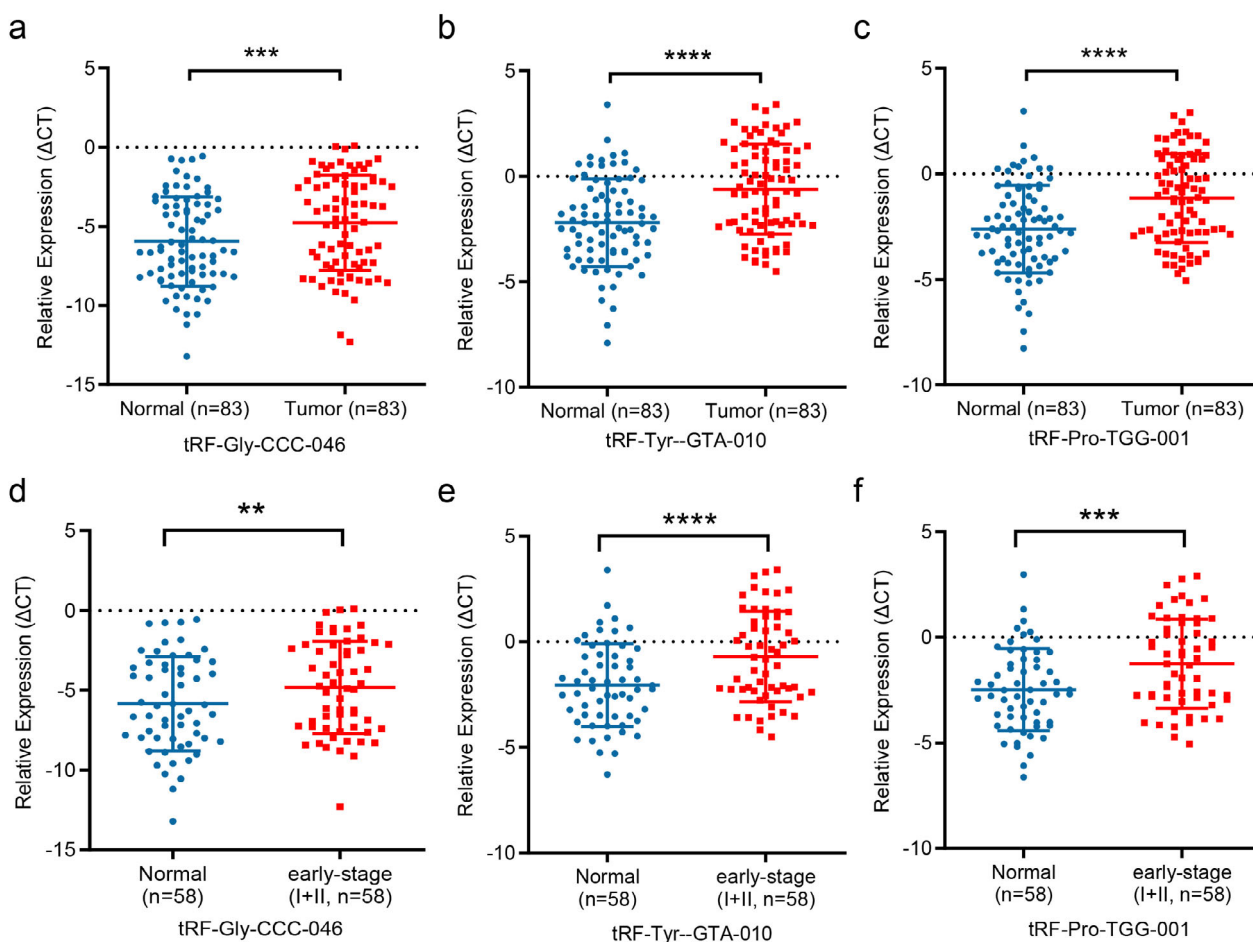 a
***
Relative Expression (ΔCT)
5
0
-5
-10
-15
Normal (n=83) Tumor (n=83)
tRF-Gly-CCC-046
b
****
Relative Expression (ΔCT)
5
0
-5
-10
Normal (n=83) Tumor (n=83)
tRF-Tyr--GTA-010
c
****
Relative Expression (ΔCT)
5
0
-5
-10
Normal (n=83) Tumor (n=83)
tRF-Pro-TGG-001
d
**
Relative Expression (ΔCT)
5
0
-5
-10
-15
Normal early-stage
(n=58) (I+II, n=58)
tRF-Gly-CCC-046
e
****
Relative Expression (ΔCT)
5
0
-5
-10
Normal early-stage
(n=58) (I+II, n=58)
tRF-Tyr--GTA-010
f
***
Relative Expression (ΔCT)
5
0
-5
-10
Normal early-stage
(n=58) (I+II, n=58)
tRF-Pro-TGG-001